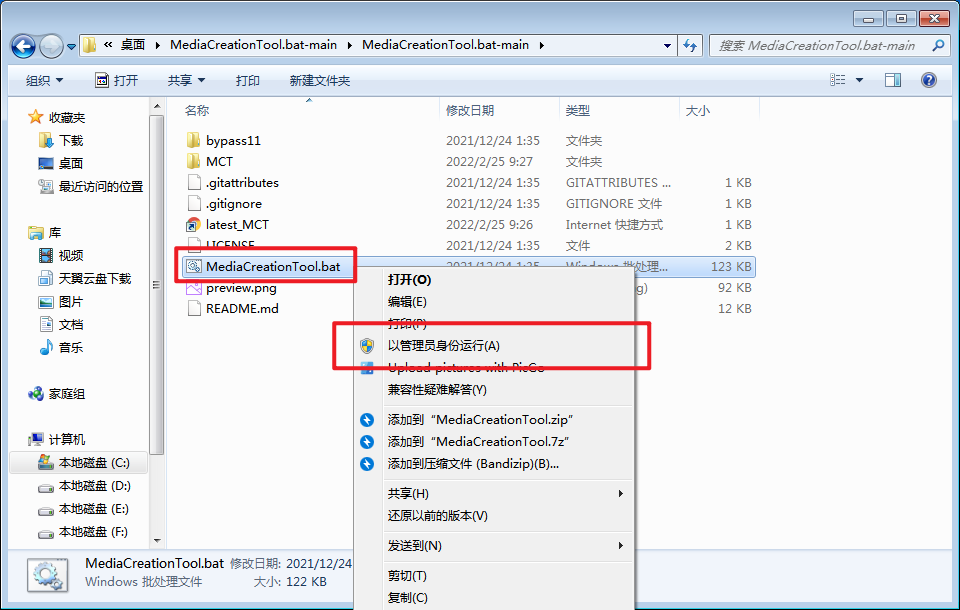 « 桌面 MediaCreationTool.bat-main MediaCreationTool.bat-main
搜索 MediaCreationTool.bat-main
组织 打开 共享 打印 新建文件夹
收藏夹
下载
桌面
最近访问的位置
库
视频
天翼云盘下载
图片
文档
音乐
家庭组
计算机
本地磁盘 (C:)
本地磁盘 (D:)
本地磁盘 (E:)
本地磁盘 (F:)
名称 修改日期 类型 大小
bypass11 2021/12/24 1:35 文件夹
MCT 2022/2/25 9:27 文件夹
.gitattributes 2021/12/24 1:35 GITATTRIBUTES ... 1 KB
.gitignore 2021/12/24 1:35 GITIGNORE 文件 1 KB
latest_MCT 2022/2/25 9:26 Internet 快捷方式 1 KB
LICENSE 2021/12/24 1:35 文件 2 KB
MediaCreationTool.bat 2021/12/24 1:35 Windows 批处理... 123 KB
preview.png 92 KB
README.md 12 KB
打开(O)
编辑(E)
打印(P)
以管理员身份运行(A)
Upload pictures with PicGo
兼容性疑难解答(Y)
添加到 “MediaCreationTool.zip”
添加到 “MediaCreationTool.7z”
添加到压缩文件 (Bandizip)(B)...
共享(H)
还原以前的版本(V)
发送到(N)
剪切(T)
复制(C)
MediaCreationTool.bat 修改日期: 2021/12/24
Windows 批处理文件 大小: 122 KB